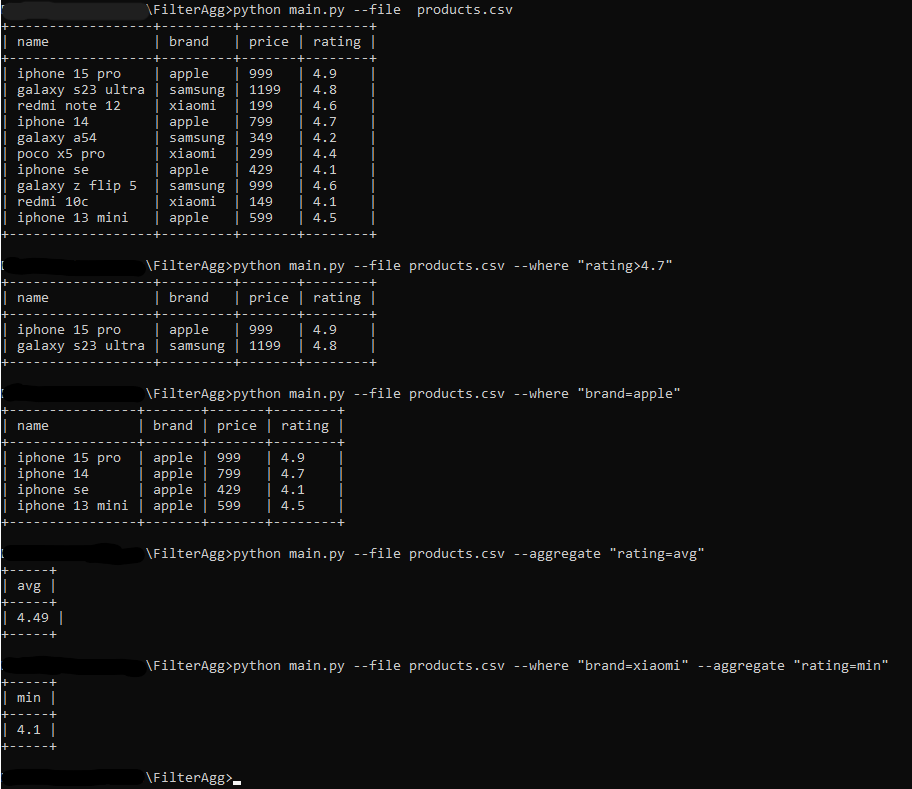 \FilterAgg>python main.py --file  products.csv
+------------------+---------+-------+--------+
| name             | brand   | price | rating |
+------------------+---------+-------+--------+
| iphone 15 pro    | apple   | 999   | 4.9    |
| galaxy s23 ultra | samsung | 1199  | 4.8    |
| redmi note 12    | xiaomi  | 199   | 4.6    |
| iphone 14        | apple   | 799   | 4.7    |
| galaxy a54       | samsung | 349   | 4.2    |
| poco x5 pro      | xiaomi  | 299   | 4.4    |
| iphone se        | apple   | 429   | 4.1    |
| galaxy z flip 5  | samsung | 999   | 4.6    |
| redmi 10c        | xiaomi  | 149   | 4.1    |
| iphone 13 mini   | apple   | 599   | 4.5    |
+------------------+---------+-------+--------+
\FilterAgg>python main.py --file products.csv --where "rating>4.7"
+------------------+---------+-------+--------+
| name             | brand   | price | rating |
+------------------+---------+-------+--------+
| iphone 15 pro    | apple   | 999   | 4.9    |
| galaxy s23 ultra | samsung | 1199  | 4.8    |
+------------------+---------+-------+--------+
\FilterAgg>python main.py --file products.csv --where "brand=apple"
+----------------+-------+-------+--------+
| name           | brand | price | rating |
+----------------+-------+-------+--------+
| iphone 15 pro  | apple | 999   | 4.9    |
| iphone 14      | apple | 799   | 4.7    |
| iphone se      | apple | 429   | 4.1    |
| iphone 13 mini | apple | 599   | 4.5    |
+----------------+-------+-------+--------+
\FilterAgg>python main.py --file products.csv --aggregate "rating=avg"
+-----+
| avg |
+-----+
| 4.49 |
+-----+
\FilterAgg>python main.py --file products.csv --where "brand=xiaomi" --aggregate "rating=min"
+-----+
| min |
+-----+
| 4.1 |
+-----+
\FilterAgg>